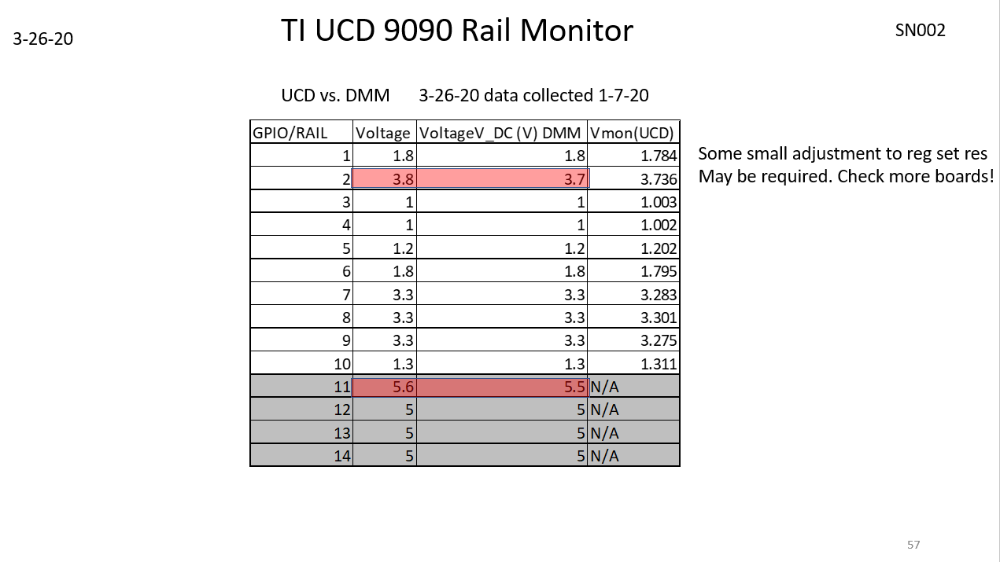 3-26-20
TI UCD 9090 Rail Monitor
SN002
UCD vs. DMM 3-26-20 data collected 1-7-20
GPIO/RAIL Voltage VoltageV_DC (V) DMM Vmon(UCD)
1 1.8 1.8 1.784
2 3.8 3.7 3.736
3 1 1 1.003
4 1 1 1.002
5 1.2 1.2 1.202
6 1.8 1.8 1.795
7 3.3 3.3 3.283
8 3.3 3.3 3.301
9 3.3 3.3 3.275
10 1.3 1.3 1.311
11 5.6 5.5 N/A
12 5 5 N/A
13 5 5 N/A
14 5 5 N/A
Some small adjustment to reg set res
May be required. Check more boards!
57